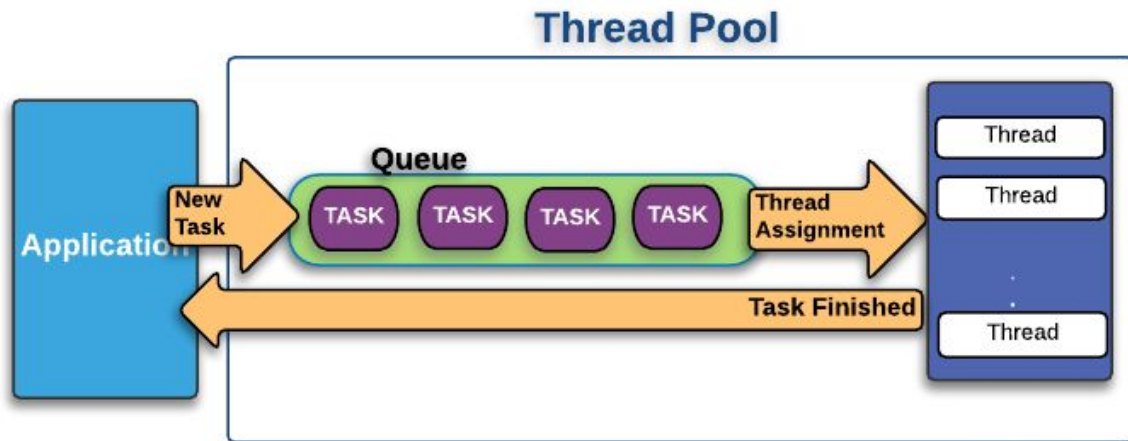 Thread Pool
Queue
New
Task
TASK
TASK
TASK
TASK
Thread
Assignment
Application
Task Finished
Thread
Thread
.
.
Thread